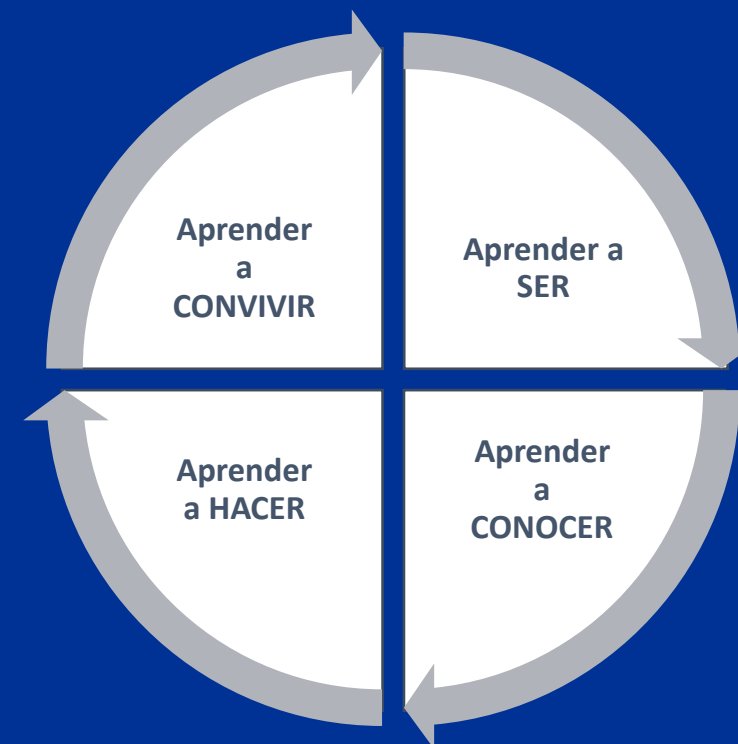 Aprender
a
CONVIVIR
Aprender a
SER
Aprender
a HACER
Aprender
a
CONOCER